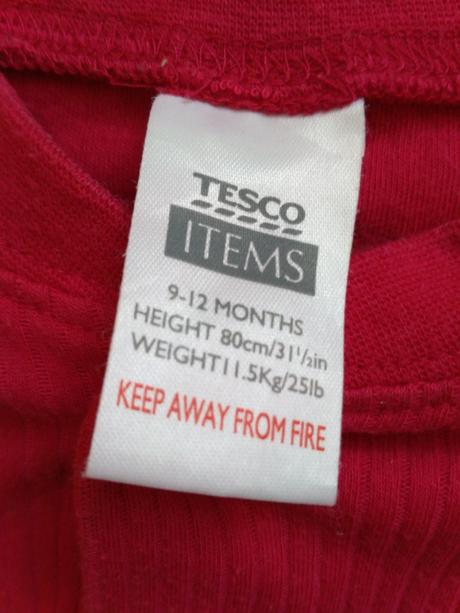 TESCO
ITEMS
9-12 MONTHS
HEIGHT 80cm/31½in
WEIGHT 11.5Kg/25lb
KEEP AWAY FROM FIRE